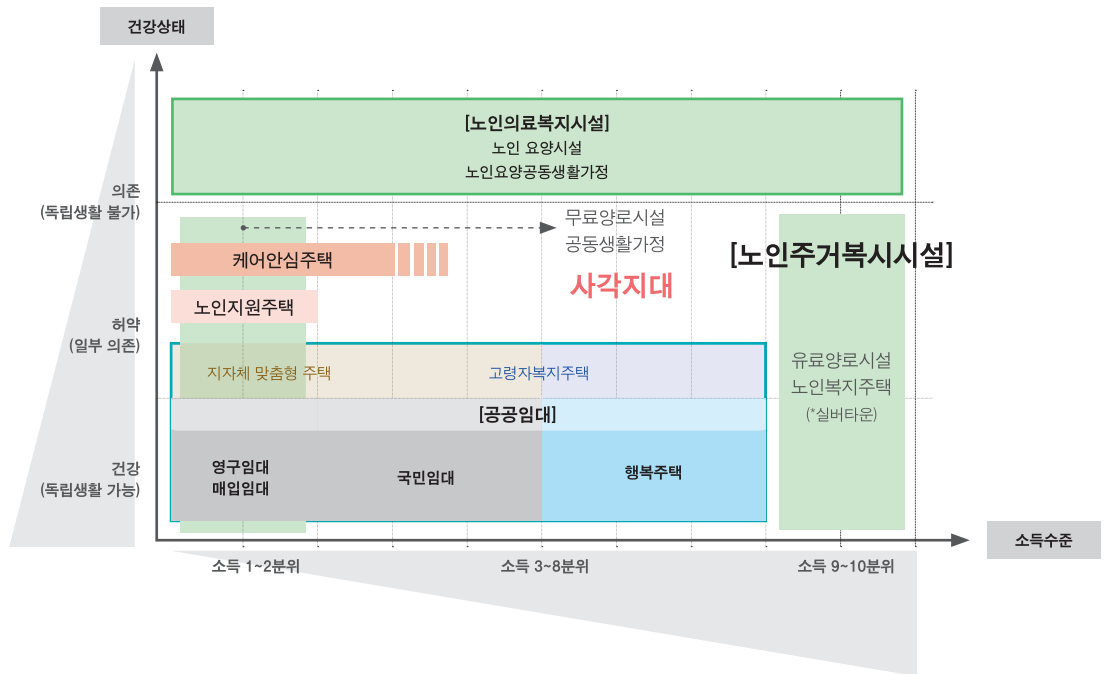 건강상태
[노인의료복지시설]
노인 요양시설
노인요양공동생활가정
의존
(독립생활 불가)
무료양로시설
공동생활가정
[노인주거복시시설]
케어안심주택
사각지대
노인지원주택
허약
(일부 의존)
지자체 맞춤형 주택
고령자복지주택
유료양로시설
노인복지주택
(*실버타운)
[공공임대]
건강
(독립생활 가능)
영구임대
매입임대
국민임대
행복주택
소득수준
소득 1~2분위
소득 3~8분위
소득 9~10분위